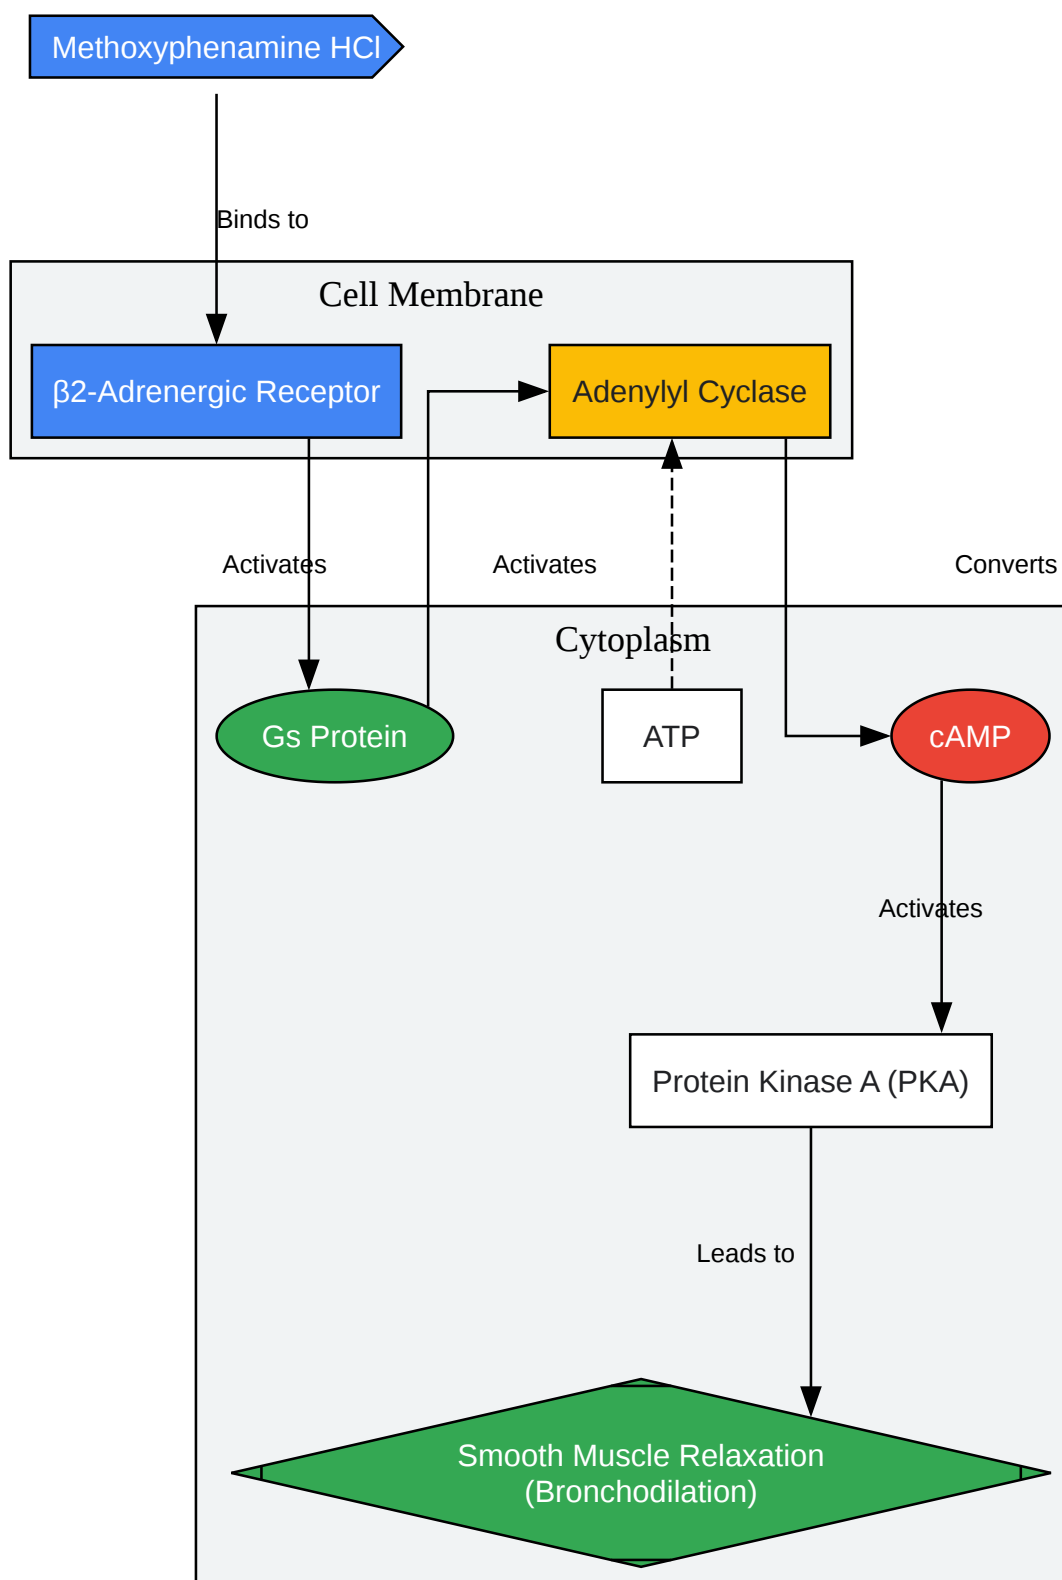 Methoxyphenamine HCl
Binds to
Cell Membrane
β2-Adrenergic Receptor
Adenylyl Cyclase
Activates
Activates
Converts
Cytoplasm
Gs Protein
ATP
cAMP
Activates
Protein Kinase A (PKA)
Leads to
Smooth Muscle Relaxation
(Bronchodilation)